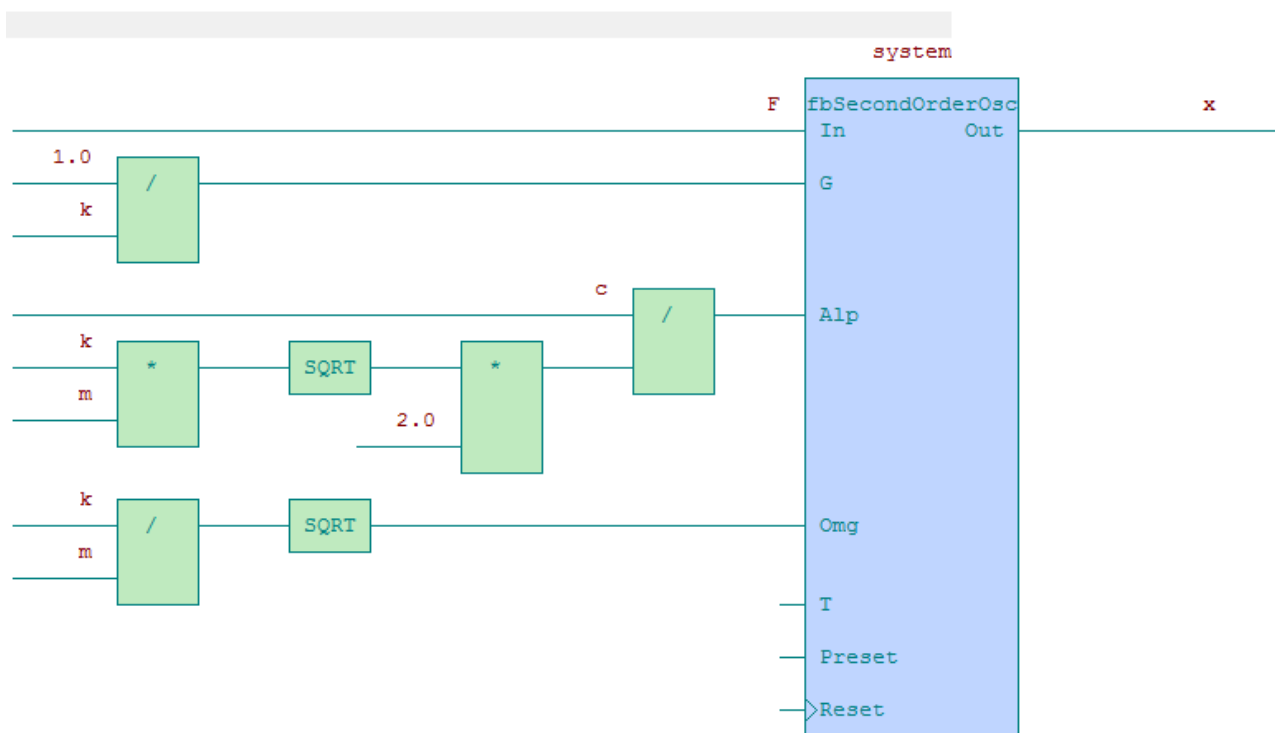 system
F fbSecondOrderOsc x
In Out
1.0
/ G
k
c
/ Alp
k
* SQRT *
m
2.0
k
/ SQRT Omg
m
T
Preset
Reset